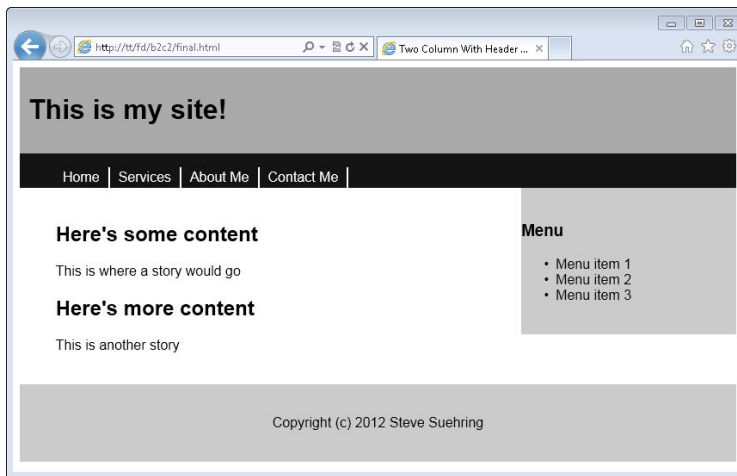 http://tt/fd/b2c2/final.html
Two Column With Header ...
This is my site!
Home Services About Me Contact Me
Here's some content
This is where a story would go
Here's more content
This is another story
Menu
• Menu item 1
• Menu item 2
• Menu item 3
Copyright (c) 2012 Steve Suehring